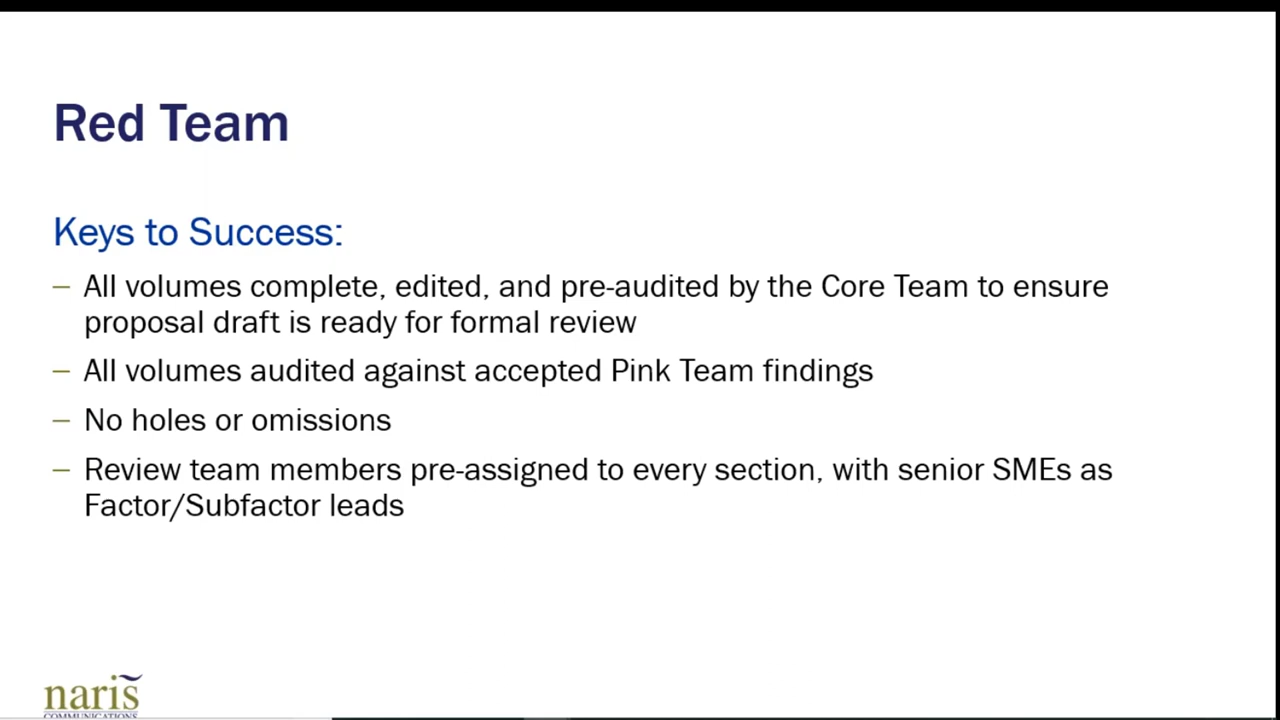 Red Team
Keys to Success:
– All volumes complete, edited, and pre-audited by the Core Team to ensure
proposal draft is ready for formal review
– All volumes audited against accepted Pink Team findings
– No holes or omissions
– Review team members pre-assigned to every section, with senior SMEs as
Factor/Subfactor leads
naris
COMMUNICATIONS